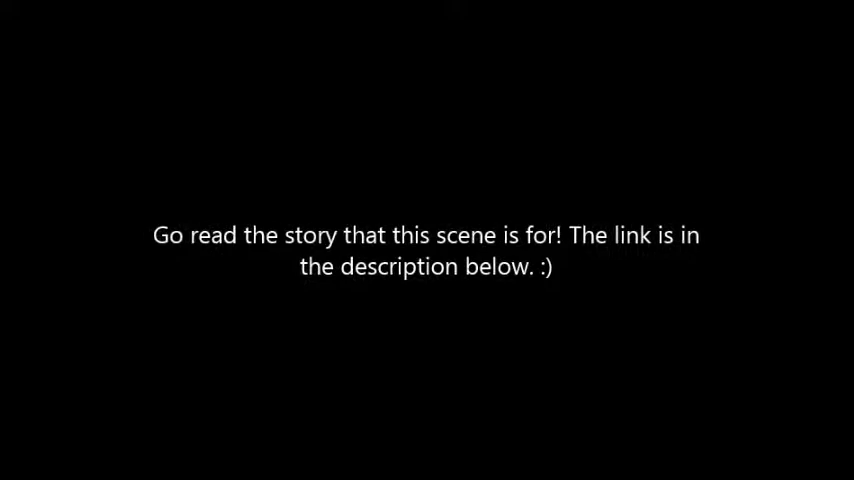 Go read the story that this scene is for! The link is in
the description below. :)